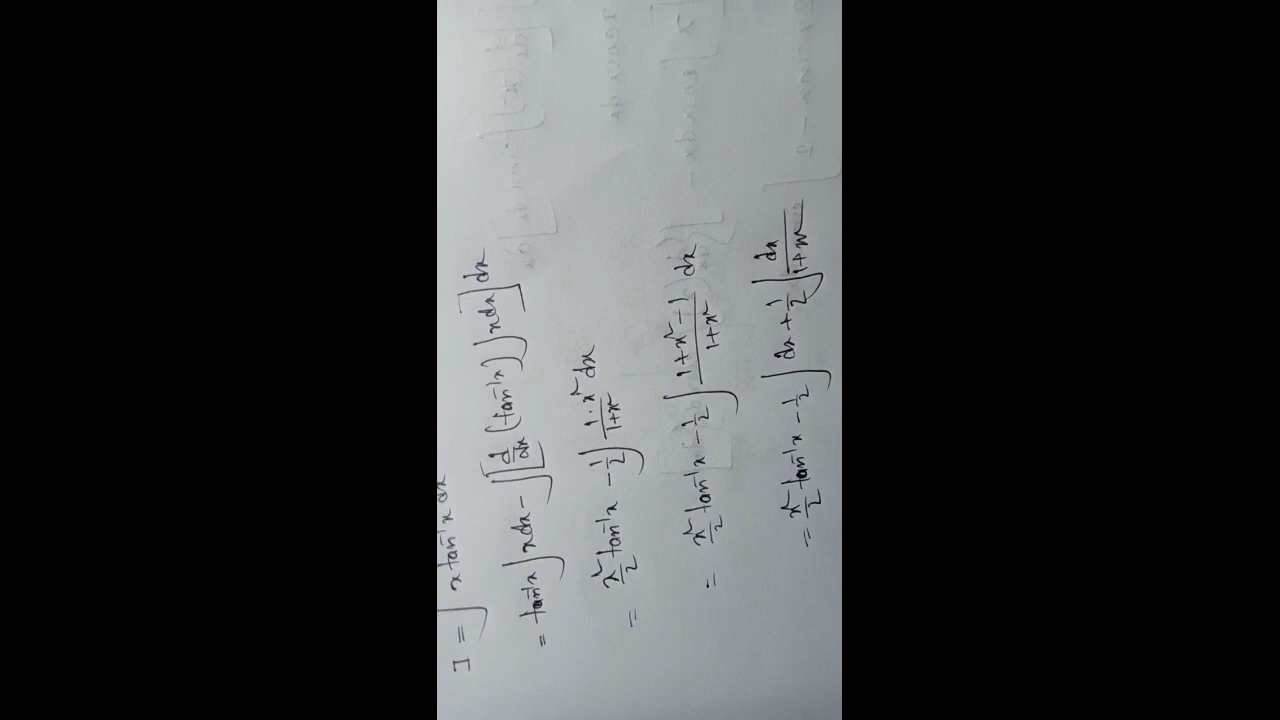 I = ∫ x tan⁻¹x dx
= tan⁻¹x ∫ x dx - ∫ [d/dx (tan⁻¹x) ∫ x dx] dx
= x²/2 tan⁻¹x - 1/2 ∫ 1·x²/1+x² dx
= x²/2 tan⁻¹x - 1/2 ∫ 1+x²-1/1+x² dx
= x²/2 tan⁻¹x - 1/2 ∫ dx + 1/2 ∫ dx/1+x²